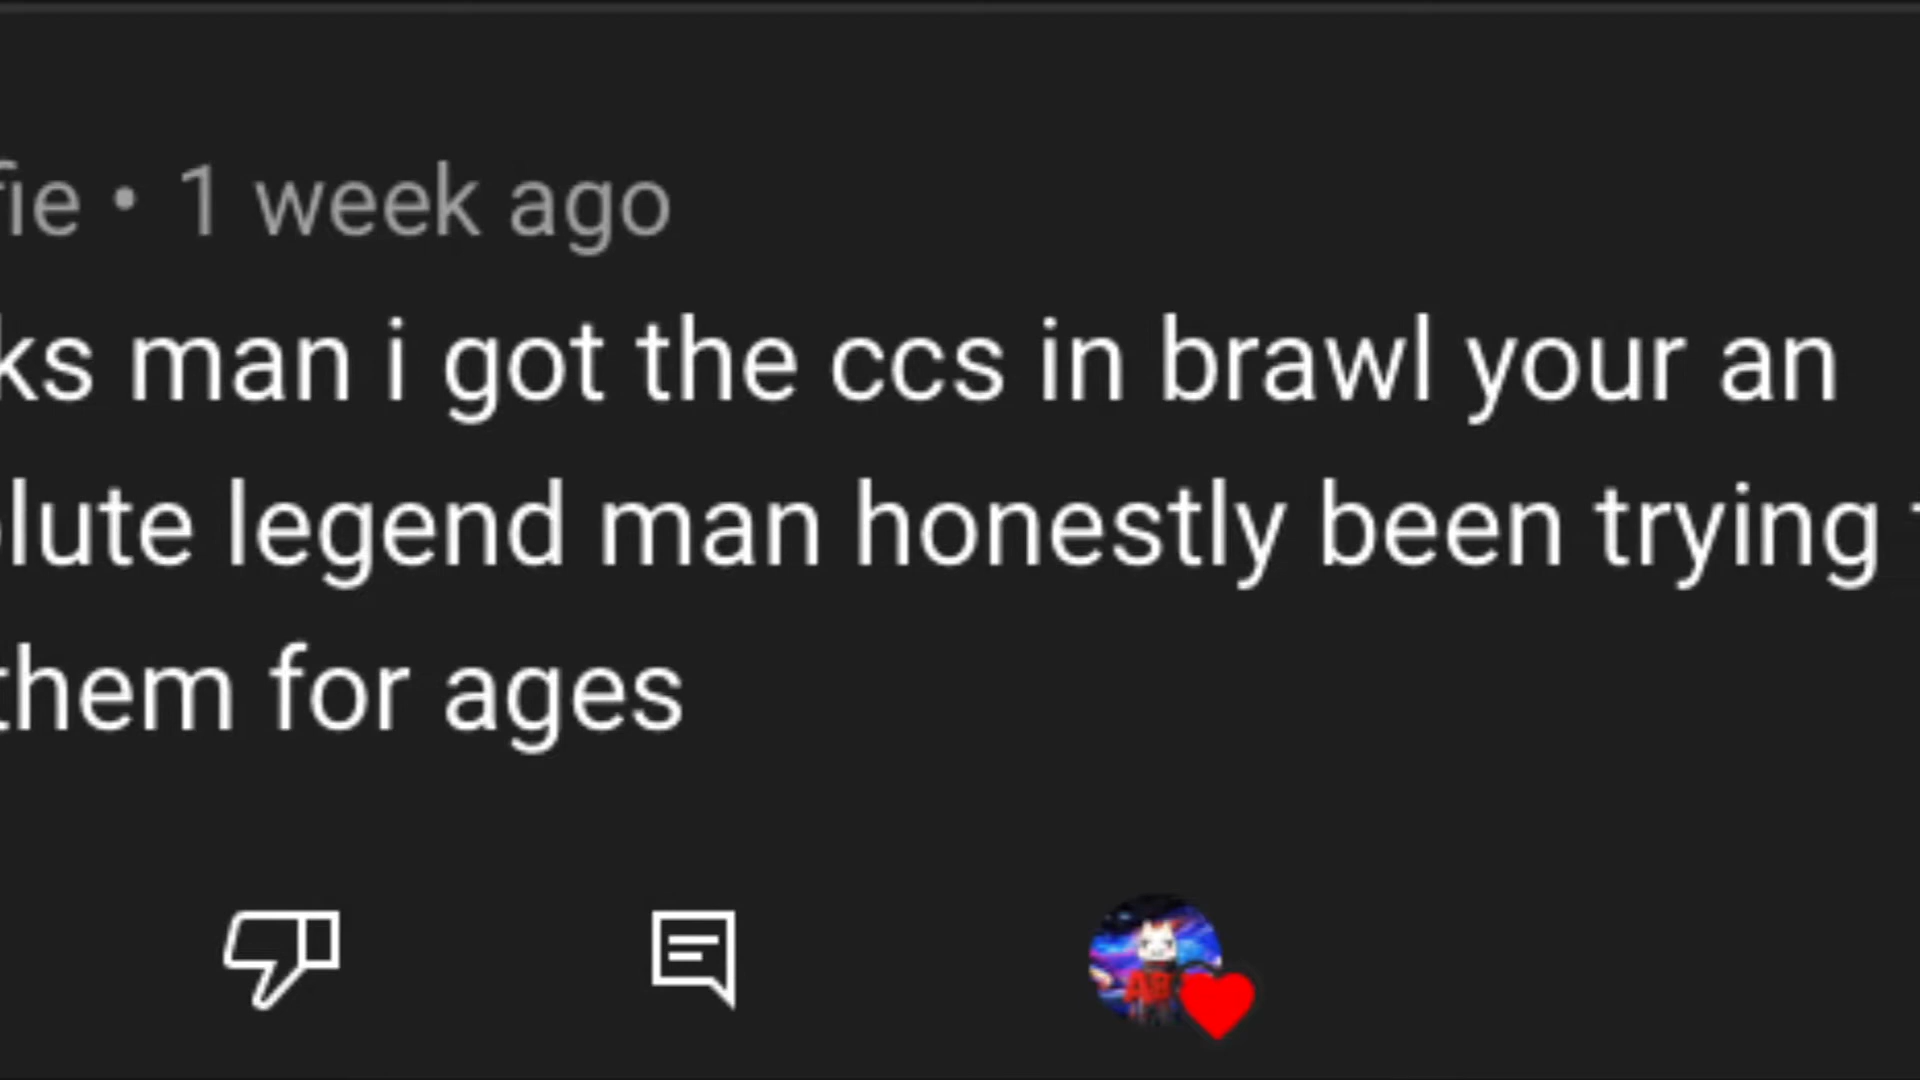 fie • 1 week ago
ks man i got the ccs in brawl your an
lute legend man honestly been trying
them for ages